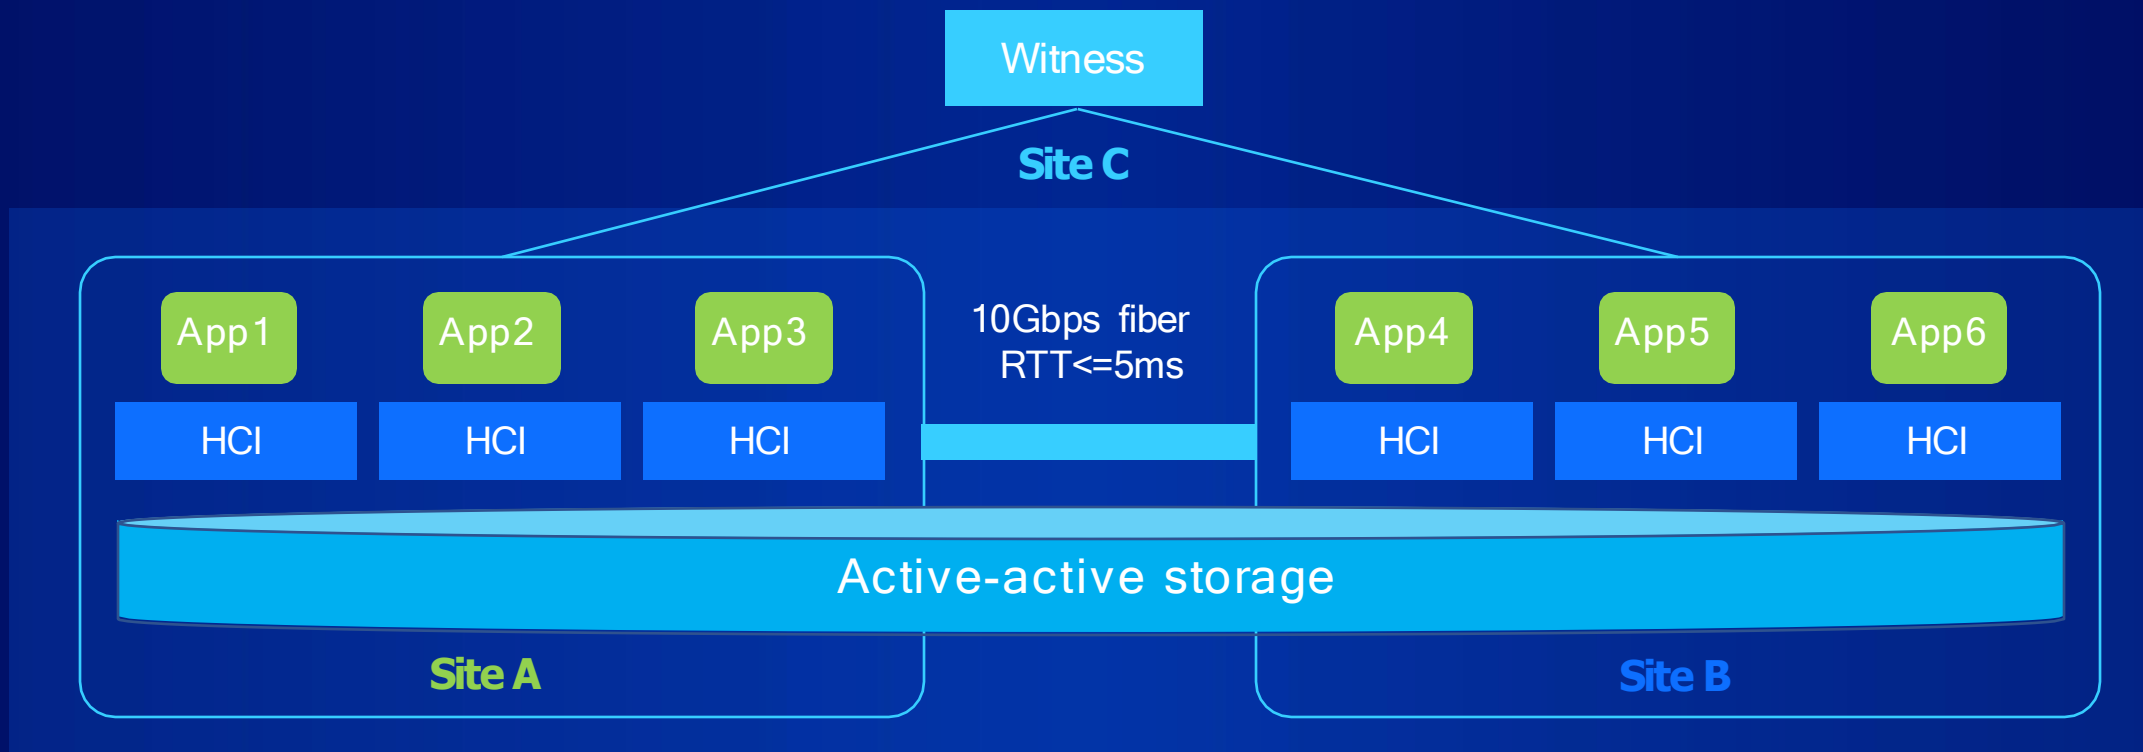 Witness
Site C
10Gbps fiber
RTT<=5ms
App1
App2
App3
HCI
HCI
HCI
App4
App5
App6
HCI
HCI
HCI
Active-active storage
Site A
Site B